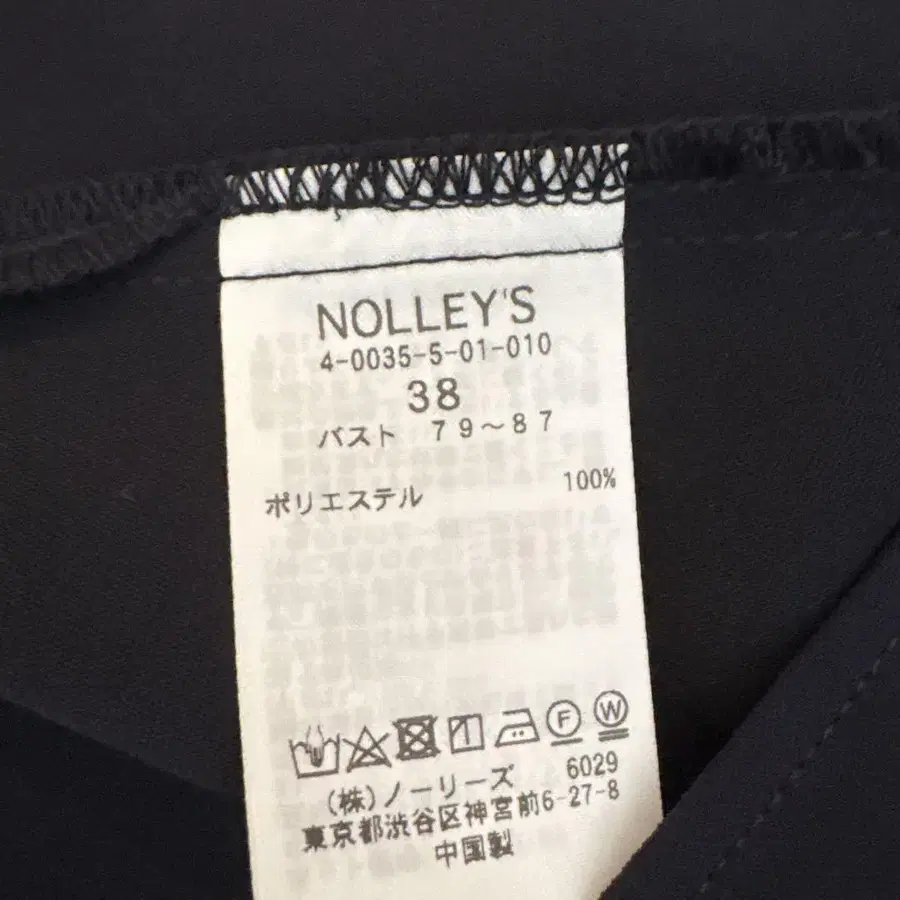 NOLLEY'S
4-0035-5-01-010
38
バスト 79～87
ポリエステル 100%
F W
(株)ノーリーズ 6029
東京都渋谷区神宮前6-27-8
中国製